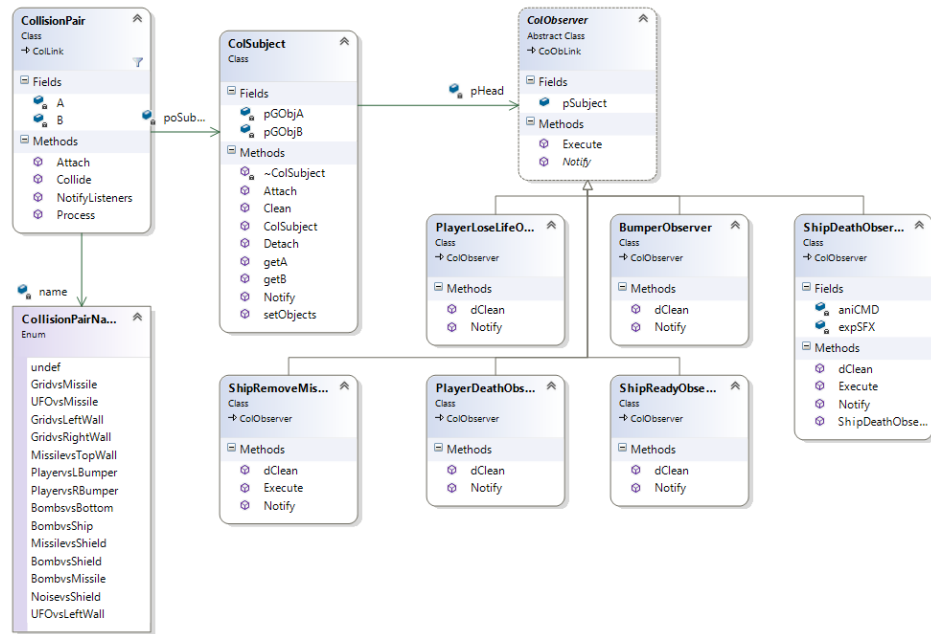 CollisionPair
Class
→ ColLink
Fields
A
B
Methods
Attach
Collide
NotifyListeners
Process
poSub...
name
CollisionPairNa...
Enum
undef
GridvsMissile
UFOvsMissile
GridvsLeftWall
GridvsRightWall
MissilevsTopWall
PlayervsLBumper
PlayervsRBumper
BombsvsBottom
BombvsShip
MissilevsShield
BombvsShield
BombvsMissile
NoisevsShield
UFOvsLeftWall
ColSubject
Class
Fields
pGObjA
pGObjB
Methods
~ColSubject
Attach
Clean
ColSubject
Detach
getA
getB
Notify
setObjects
pHead
ColObserver
Abstract Class
→ CoObLink
Fields
pSubject
Methods
Execute
Notify
PlayerLoseLifeO...
Class
→ ColObserver
Methods
dClean
Notify
BumperObserver
Class
→ ColObserver
Methods
dClean
Notify
ShipDeathObser...
Class
→ ColObserver
Fields
aniCMD
expSFX
Methods
dClean
Execute
Notify
ShipDeathObse...
ShipRemoveMis...
Class
→ ColObserver
Methods
dClean
Execute
Notify
PlayerDeathObs...
Class
→ ColObserver
Methods
dClean
Notify
ShipReadyObse...
Class
→ ColObserver
Methods
dClean
Notify